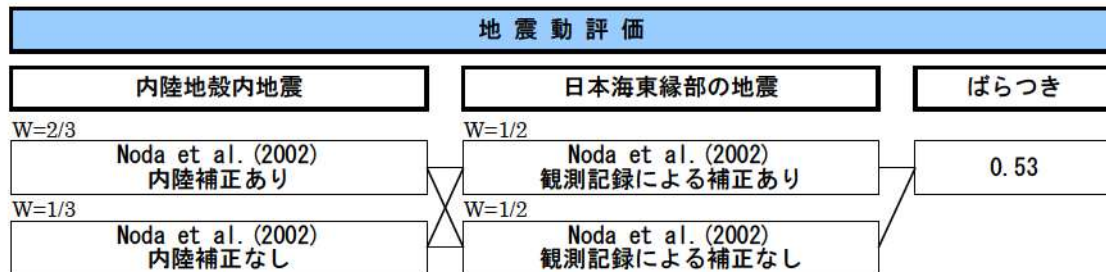 地震動評価
内陸地殻内地震
日本海東縁部の地震
ばらつき
W=2/3
Noda et al.(2002)
内陸補正あり
W=1/2
Noda et al.(2002)
観測記録による補正あり
0.53
W=1/3
Noda et al.(2002)
内陸補正なし
W=1/2
Noda et al.(2002)
観測記録による補正なし